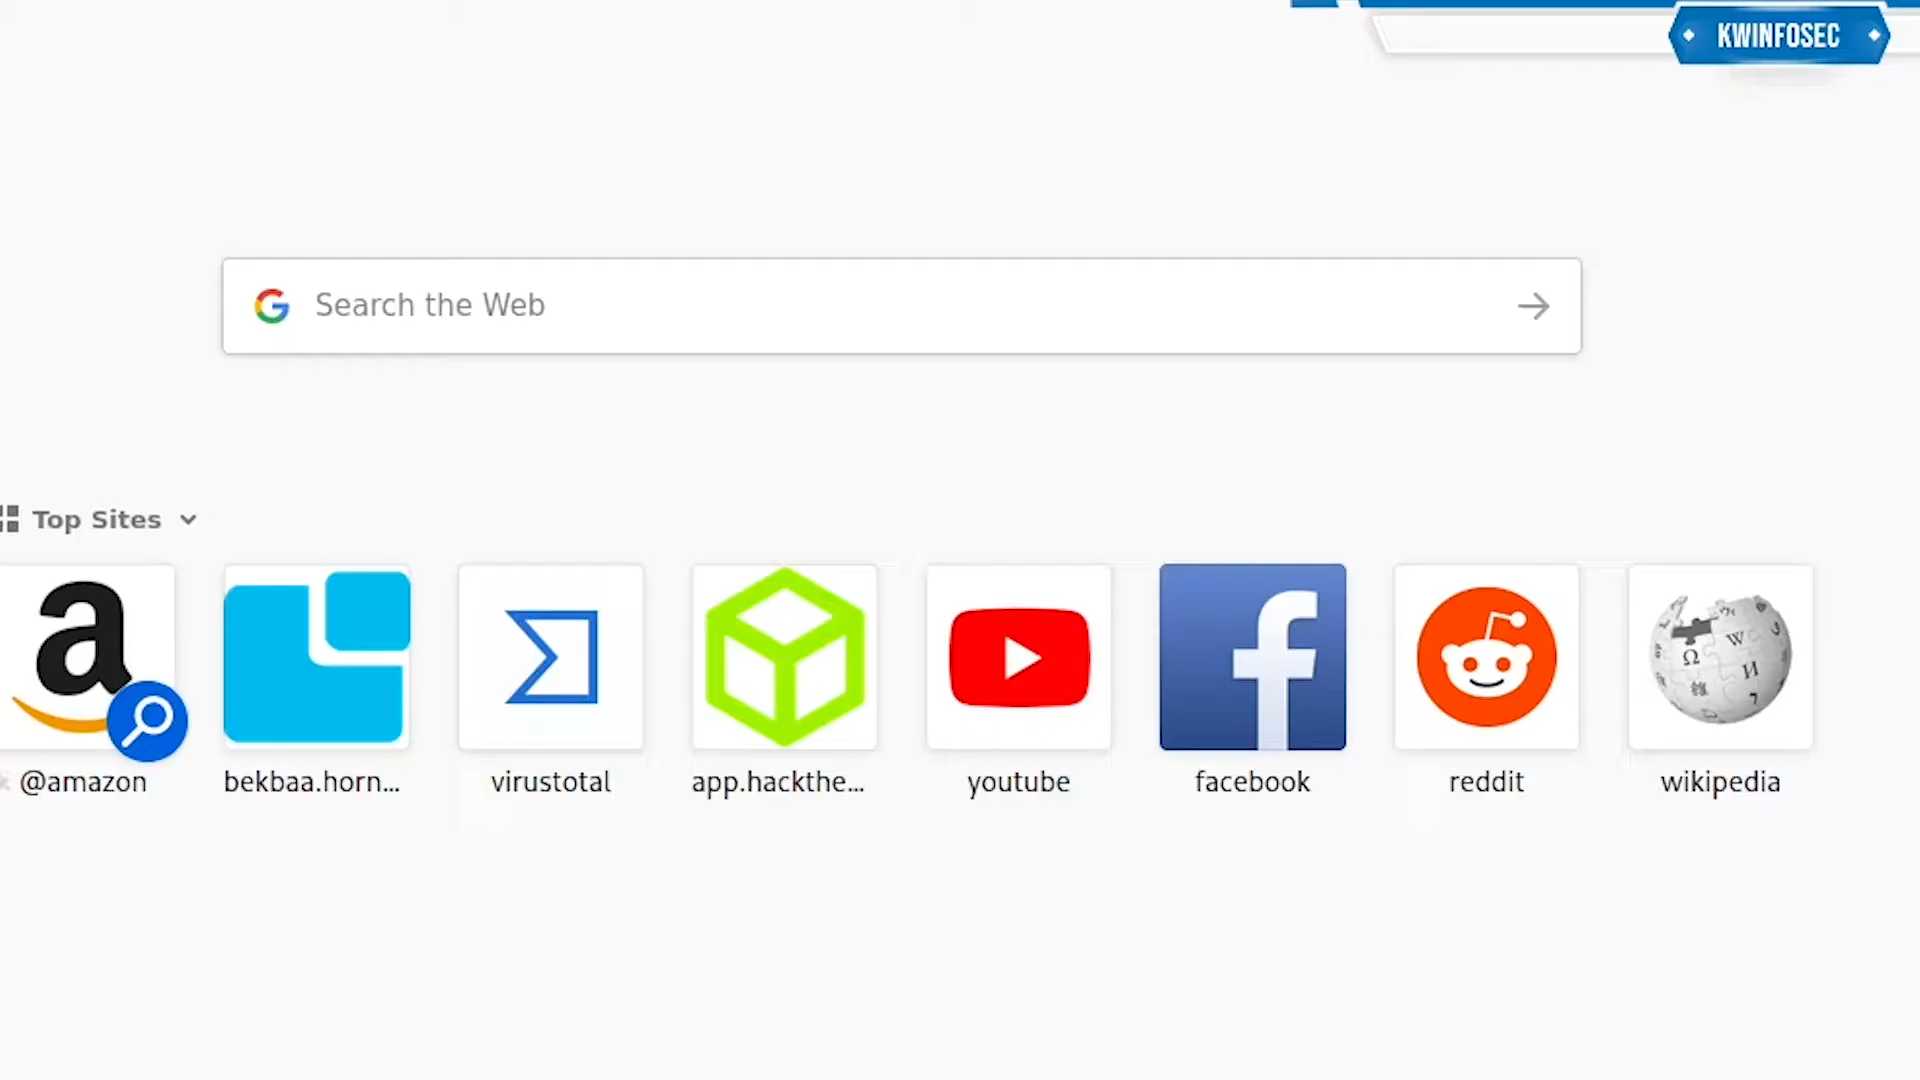 KWINFOSEC
Search the Web
Top Sites
@amazon
bekbaa.horn...
virustotal
app.hackthe...
youtube
facebook
reddit
wikipedia